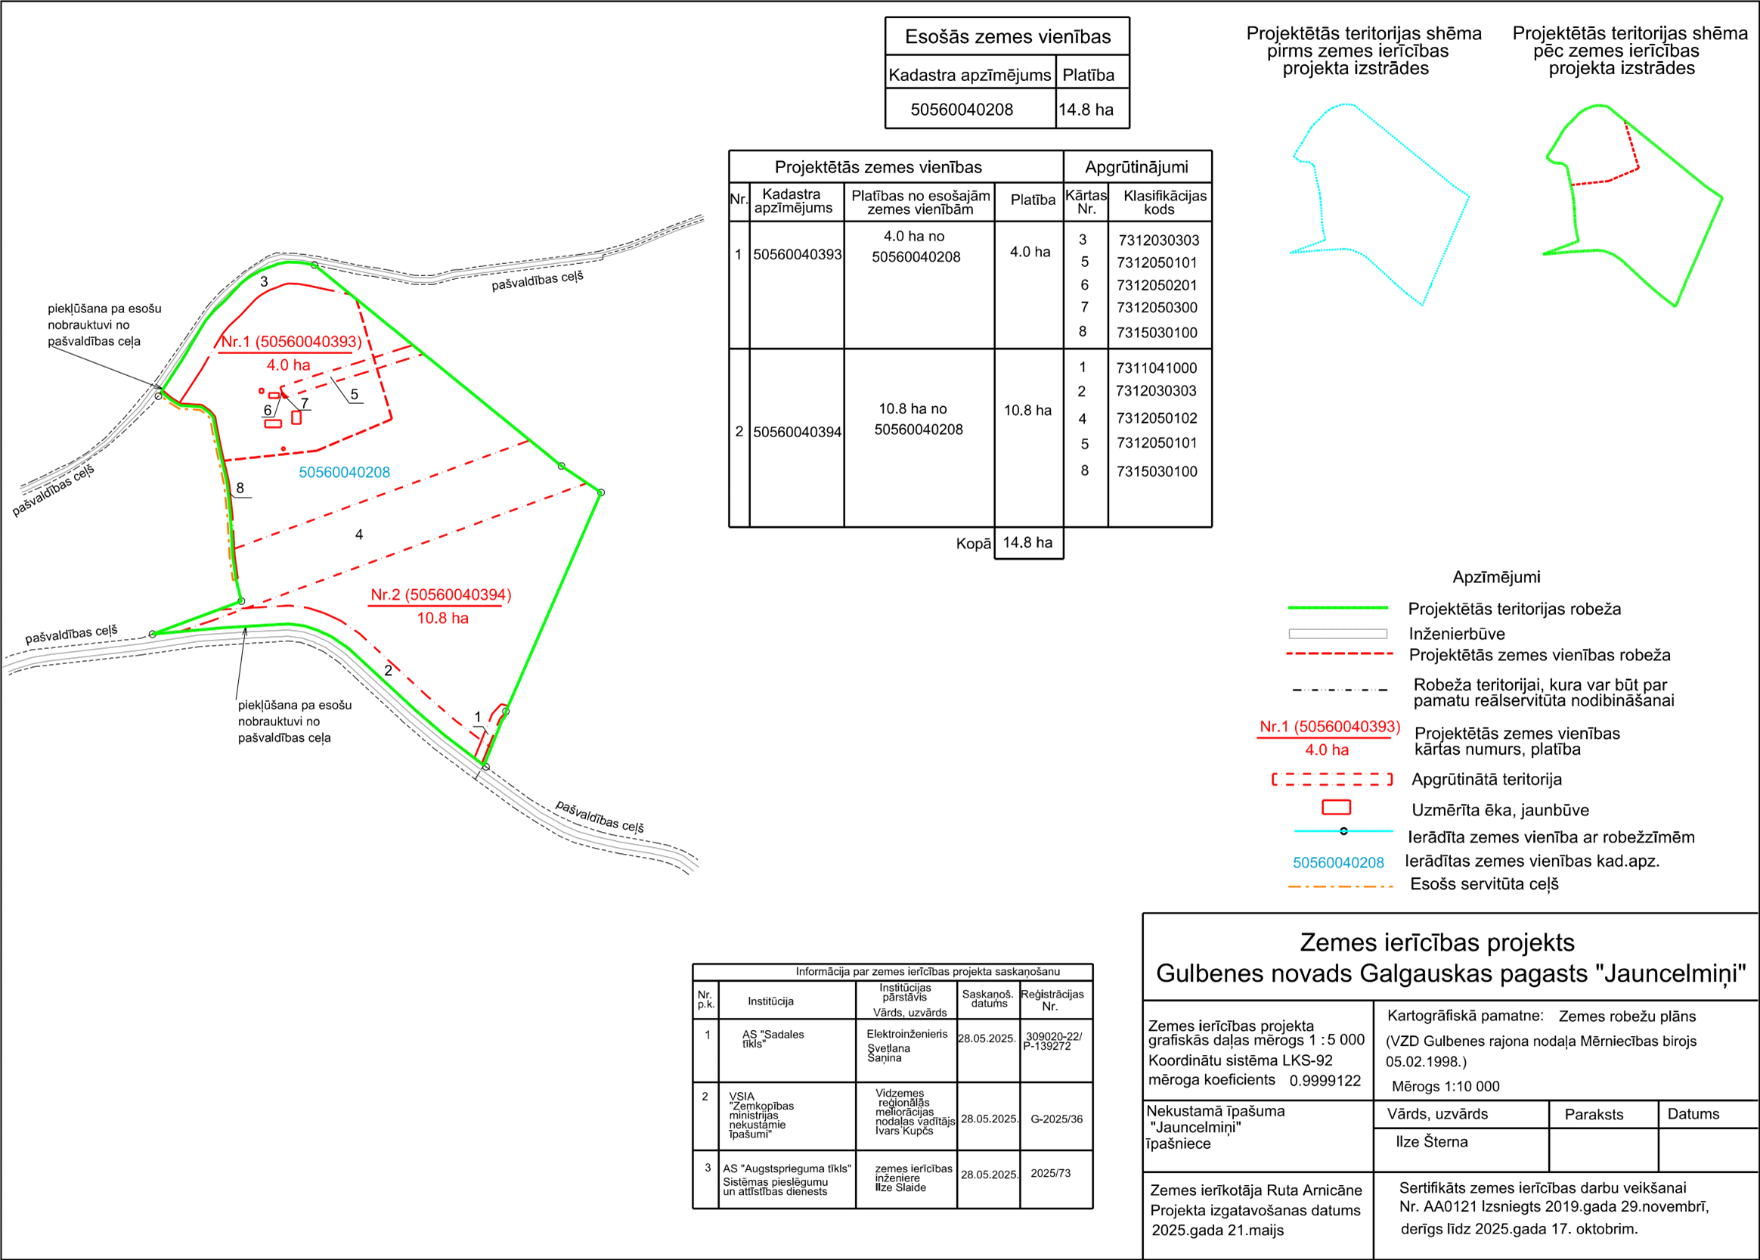 Esošās zemes vienības
Kadastra apzīmējums Platība
50560040208 14.8 ha
Projektētās teritorijas shēma
pirms zemes ierīcības
projekta izstrādes
Projektētās teritorijas shēma
pēc zemes ierīcības
projekta izstrādes
Projektētās zemes vienības Apgrūtinājumi
Nr. Kadastra
apzīmējums
Platības no esošajām
zemes vienībām
Platība
Kārtas
Nr.
Klasifikācijas
kods
1 50560040393
4.0 ha no
50560040208
4.0 ha
3 7312030303
5 7312050101
6 7312050201
7 7312050300
8 7315030100
2 50560040394
10.8 ha no
50560040208
10.8 ha
1 7311041000
2 7312030303
4 7312050102
5 7312050101
8 7315030100
Kopā 14.8 ha
pašvaldības ceļš
3
piekļūšana pa esošu
nobrauktuvi no
pašvaldības ceļa
Nr.1 (50560040393)
4.0 ha
5
6
7
50560040208
pašvaldības ceļš
8
4
Nr.2 (50560040394)
10.8 ha
pašvaldības ceļš
2
piekļūšana pa esošu
nobrauktuvi no
pašvaldības ceļa
1
pašvaldības ceļš
Apzīmējumi
Projektētās teritorijas robeža
Inženierbūve
Projektētās zemes vienības robeža
Robeža teritorijai, kura var būt par
pamatu reālservitūta nodibināšanai
Nr.1 (50560040393)
4.0 ha
Projektētās zemes vienības
kārtas numurs, platība
Apgrūtinātā teritorija
Uzmērīta ēka, jaunbūve
Ierādīta zemes vienība ar robežzīmēm
50560040208 Ierādītas zemes vienības kad.apz.
Esošs servitūta ceļš
Informācija par zemes ierīcības projekta saskaņošanu
Nr.
p.k.
Institūcija
Institūcijas
pārstāvis
Vārds, uzvārds
Saskaņoš.
datums
Reģistrācijas
Nr.
1
AS "Sadales
tīkls"
Elektroinženieris
Svetlana
Šaņina
28.05.2025.
309020-22/
P-139272
2
VSIA
"Zemkopības
ministrijas
nekustamie
īpašumi"
Vidzemes
reģionālās
meliorācijas
nodaļas vadītājs
Ivars Kupčs
28.05.2025.
G-2025/36
3
AS "Augstsprieguma tīkls"
Sistēmas pieslēgumu
un attīstības dienests
zemes ierīcības
inženiere
Ilze Slaide
28.05.2025.
2025/73
Zemes ierīcības projekts
Gulbenes novads Galgauskas pagasts "Jauncelmiņi"
Zemes ierīcības projekta
grafiskās daļas mērogs 1 :5 000
Koordinātu sistēma LKS-92
mēroga koeficients 0.9999122
Kartogrāfiskā pamatne: Zemes robežu plāns
(VZD Gulbenes rajona nodaļa Mērniecības birojs
05.02.1998.)
Mērogs 1:10 000
Nekustamā īpašuma
"Jauncelmiņi"
īpašniece
Vārds, uzvārds Paraksts Datums
Ilze Šterna
Zemes ierīkotāja Ruta Arnicāne
Projekta izgatavošanas datums
2025.gada 21.maijs
Sertifikāts zemes ierīcības darbu veikšanai
Nr. AA0121 Izsniegts 2019.gada 29.novembrī,
derīgs līdz 2025.gada 17. oktobrim.